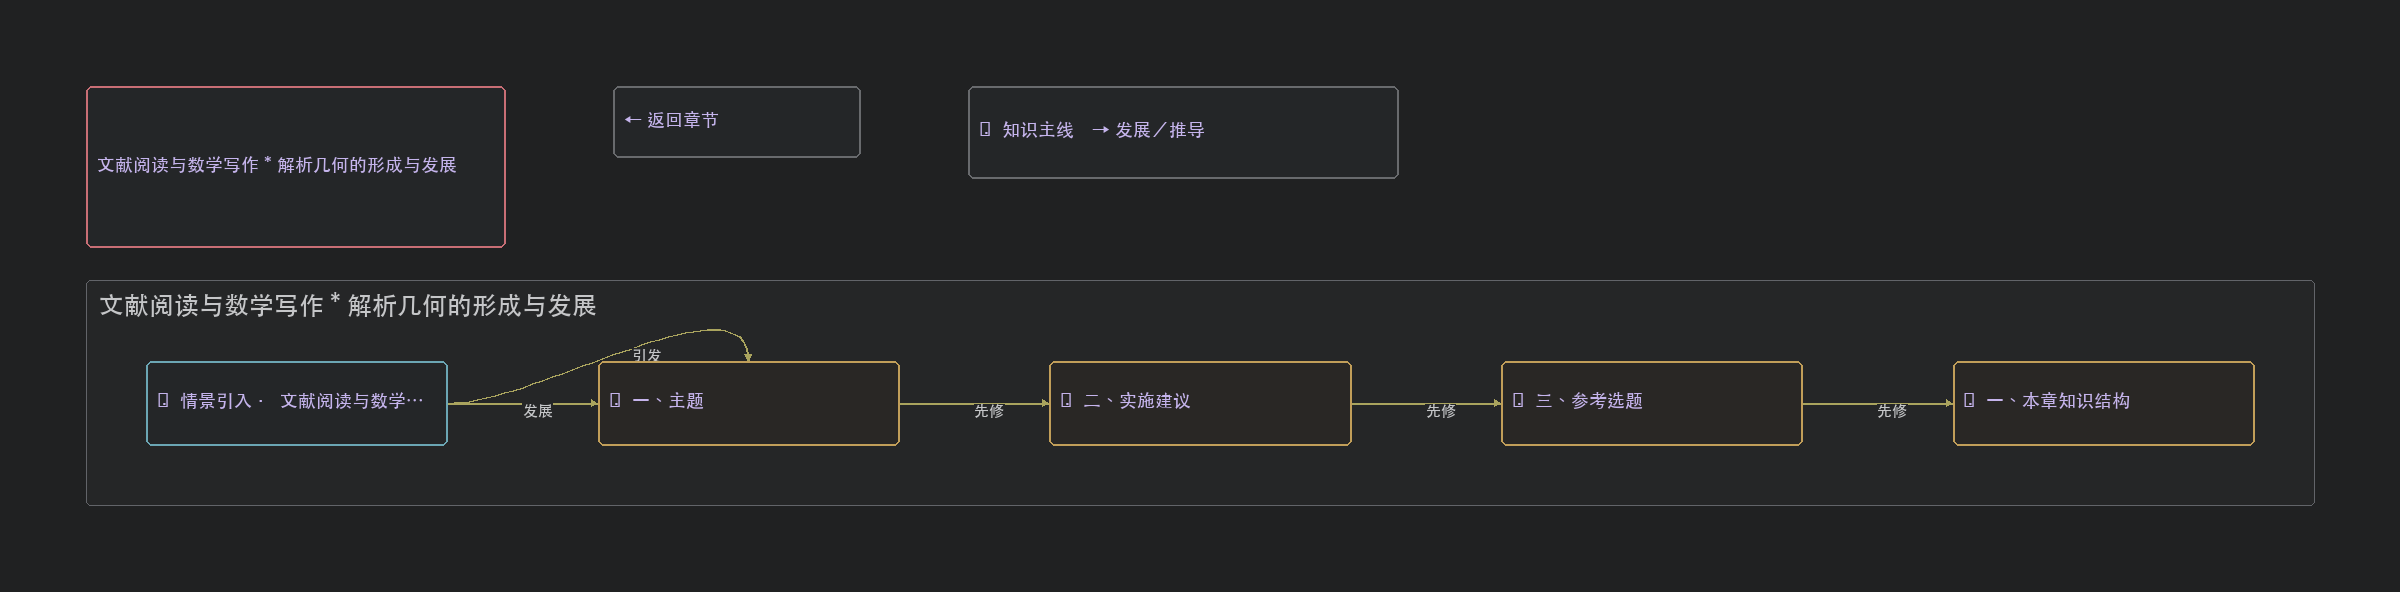 文献阅读与数学写作 * 解析几何的形成与发展
← 返回章节
知识主线 → 发展／推导
文献阅读与数学写作 * 解析几何的形成与发展
引发
情景引入 · 文献阅读与数学…
发展
一、主题
先修
二、实施建议
先修
三、参考选题
先修
一、本章知识结构